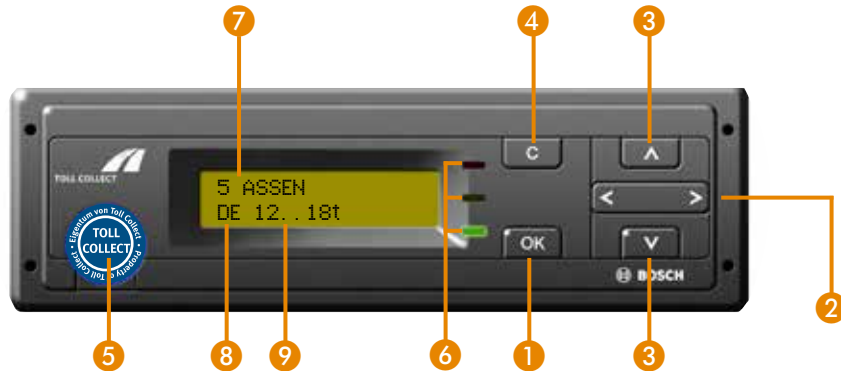 7
4
3
C
TOLL COLLECT
5 ASSEN
DE 12..18t
< >
Eigentum von Toll Collect
TOLL
COLLECT
Property of Toll Collect
OK
BOSCH
2
5
8
9
6
1
3